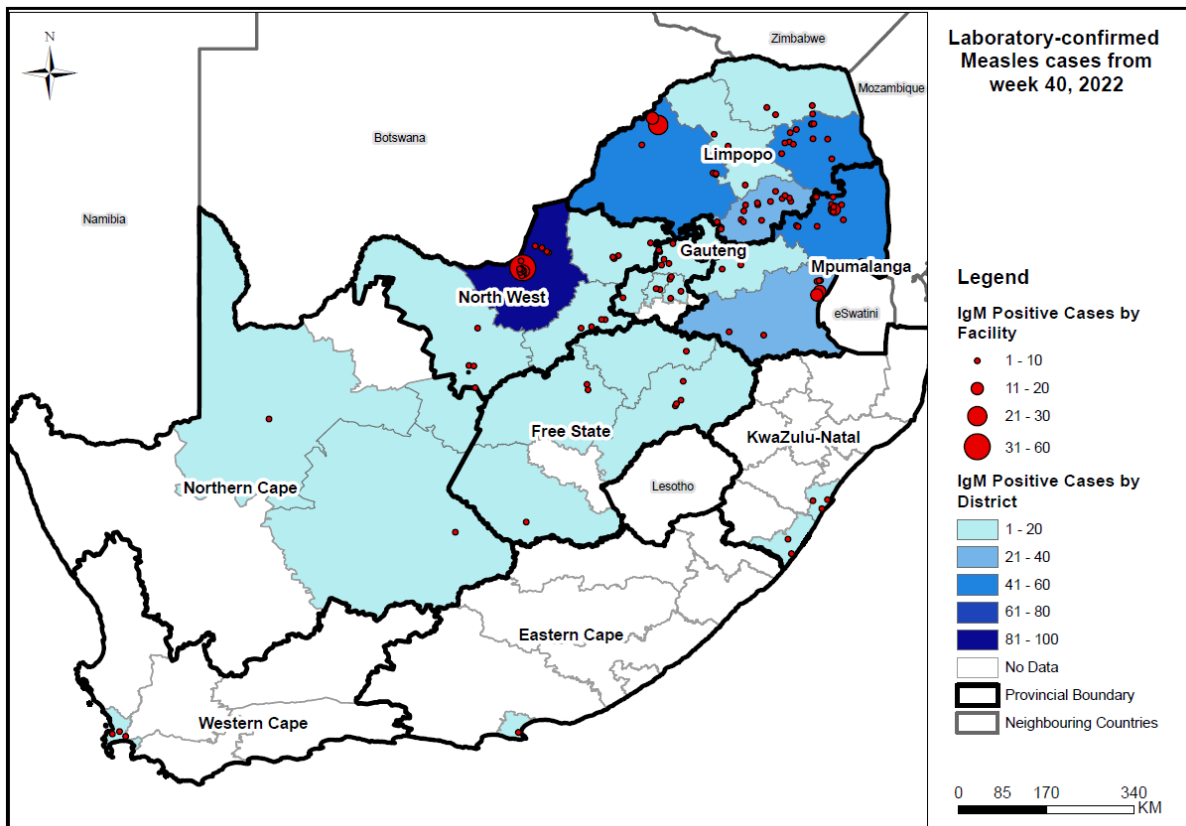 N
Zimbabwe
Mozambique
Botswana
Limpopo
Namibia
Gauteng
Mpumalanga
North West
eSwatini
Free State
KwaZulu-Natal
Northern Cape
Lesotho
Eastern Cape
Western Cape
Laboratory-confirmed
Measles cases from
week 40, 2022
Legend
IgM Positive Cases by
Facility
1 - 10
11 - 20
21 - 30
31 - 60
IgM Positive Cases by
District
1 - 20
21 - 40
41 - 60
61 - 80
81 - 100
No Data
Provincial Boundary
Neighbouring Countries
0 85 170 340
KM